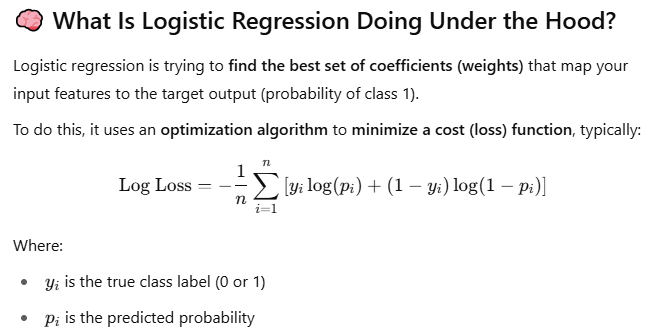 🧠 What Is Logistic Regression Doing Under the Hood?
Logistic regression is trying to find the best set of coefficients (weights) that map your
input features to the target output (probability of class 1).
To do this, it uses an optimization algorithm to minimize a cost (loss) function, typically:
Log Loss = −\frac{1}{n} \sum_{i=1}^{n} [y_i log(p_i) + (1 − y_i) log(1 − p_i)]
Where:
• y_i is the true class label (0 or 1)
• p_i is the predicted probability